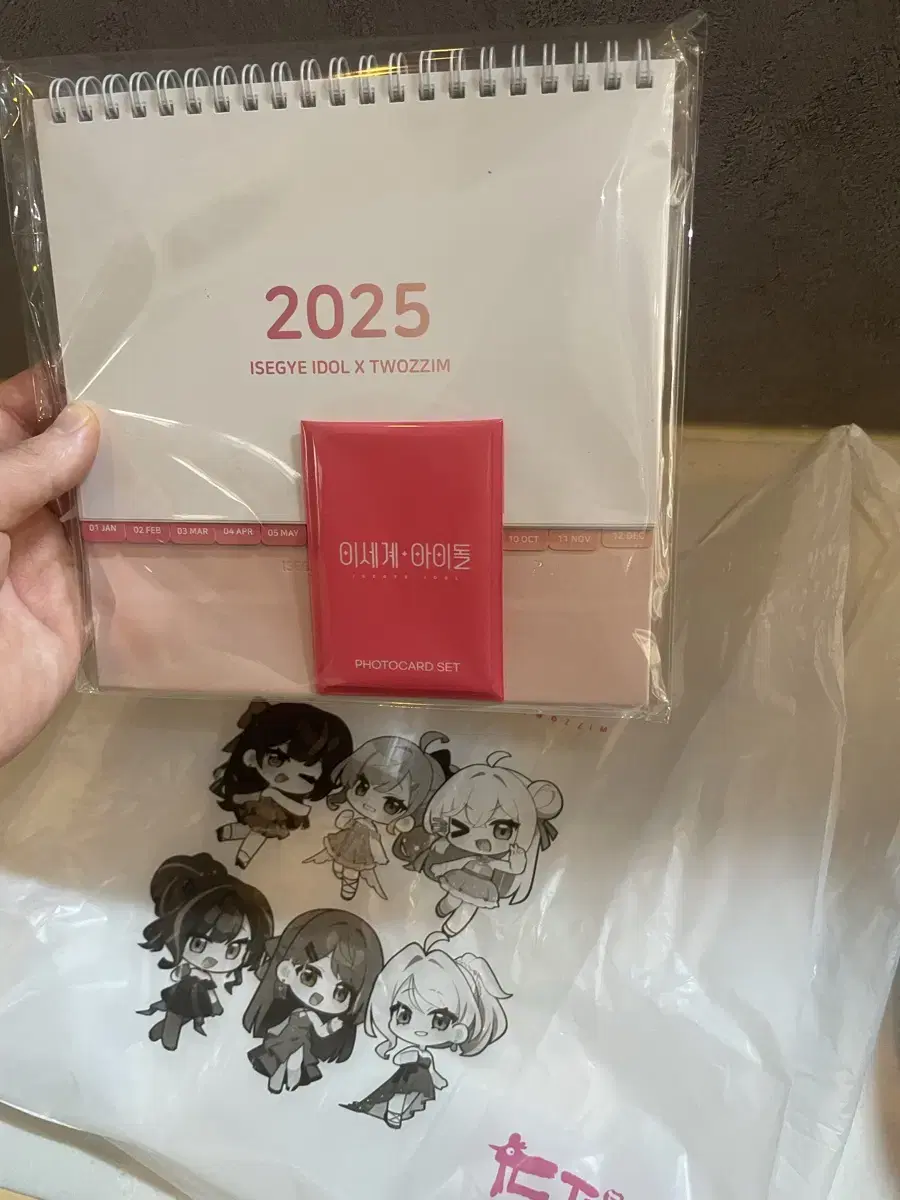 2025
ISEGYE IDOL X TWOZZIM
01 JAN
02 FEB
03 MAR
04 APR
05 MAY
10 OCT
11 NOV
12 DEC
이세계·아이돌
ISEGYE IDOL
PHOTOCARD SET